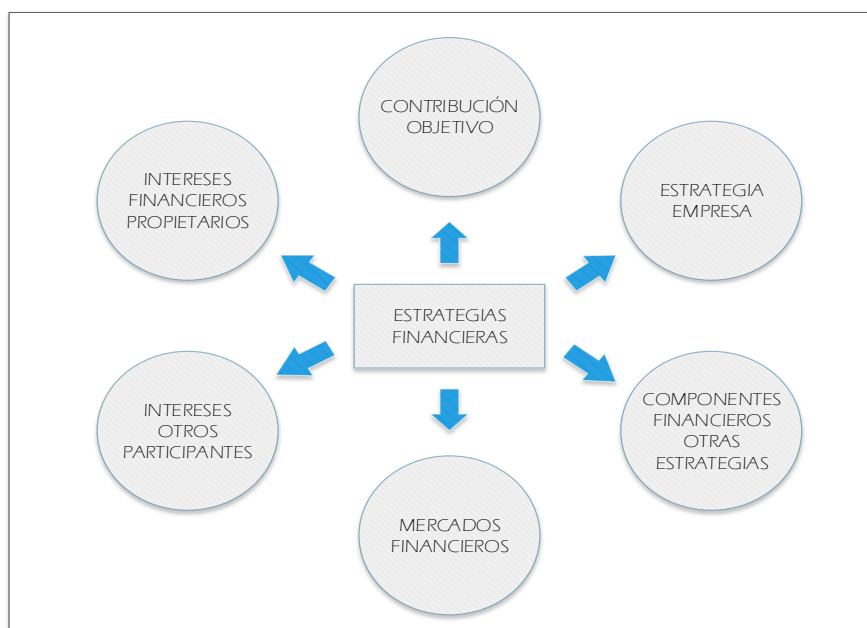 CONTRIBUCIÓN
OBJETIVO
INTERESES
FINANCIEROS
PROPIETARIOS
ESTRATEGIA
EMPRESA
ESTRATEGIAS
FINANCIERAS
INTERESES
OTROS
PARTICIPANTES
COMPONENTES
FINANCIEROS
OTRAS
ESTRATEGIAS
MERCADOS
FINANCIEROS